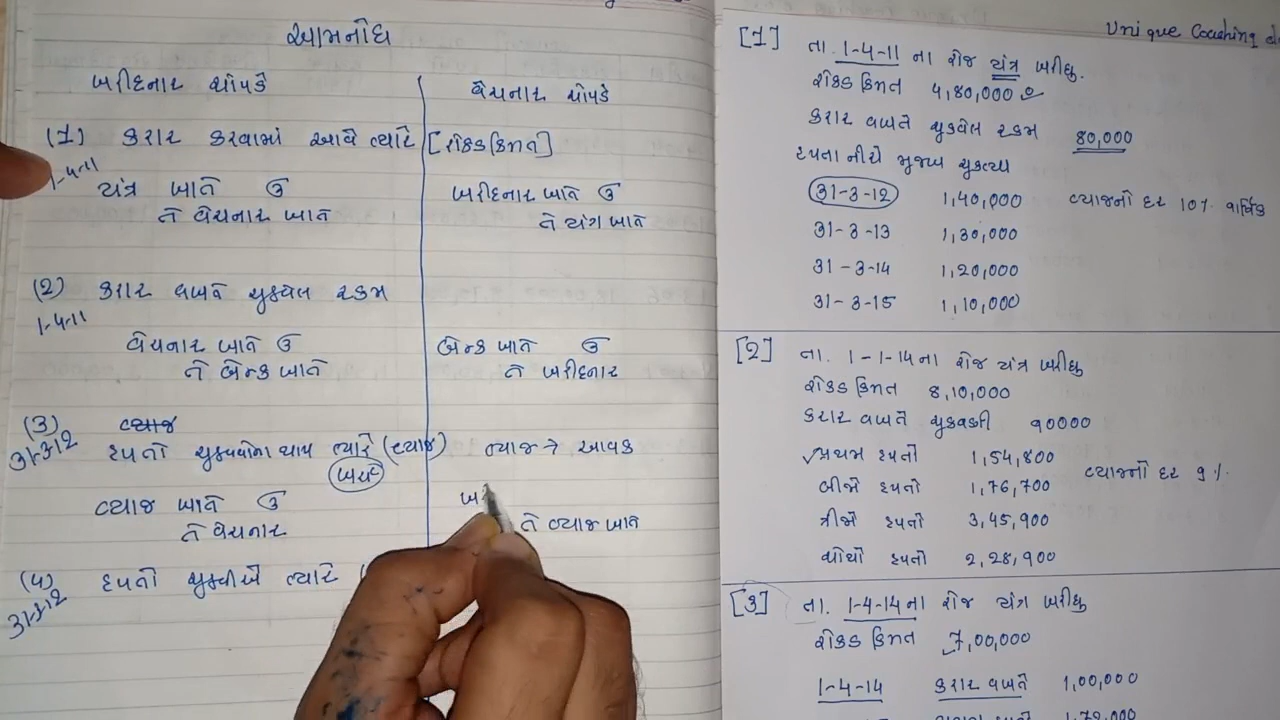 આમનોંધ
ખરીદનાર ચોપડે
વેચનાર ચોપડે
(1) કરાર કરવામાં આવે ત્યારે [રોકડ કિંમત]
1-4-11
યંત્ર ખાતે ઉ
તે વેચનાર ખાતે
ખરીદનાર ખાતે ઉ
તે યંત્ર ખાતે
(2) કરાર વખતે ચુકવેલ રકમ
1-4-11
વેચનાર ખાતે ઉ
તે બેન્ક ખાતે
બેન્ક ખાતે ઉ
તે ખરીદનાર
(3) વ્યાજ
31-3-12
હપતો ચુકવવાનો થાય ત્યારે (વ્યાજ)
ખર્ચ
વ્યાજ તે આવક
વ્યાજ ખાતે ઉ
તે વેચનાર
ખરી
તે વ્યાજ ખાતે
(4) હપતો ચુકવીએ ત્યારે
31-3-12
Unique Coaching
[1] તા. 1-4-11 ના રોજ યંત્ર ખરીદ્યુ.
રોકડ કિંમત 4,80,000
કરાર વખતે ચુકવેલ રકમ 80,000
હપતા નીચે મુજબ ચુકવ્યા
31-3-12 1,40,000 વ્યાજનો દર 10% વાર્ષિક
31-3-13 1,30,000
31-3-14 1,20,000
31-3-15 1,10,000
[2] તા. 1-1-14 ના રોજ યંત્ર ખરીદ્યુ
રોકડ કિંમત 8,10,000
કરાર વખતે ચુકવણી 90000
પ્રથમ હપતો 1,54,800
બીજો હપતો 1,76,700 વ્યાજનો દર 9%
ત્રીજો હપતો 3,45,900
ચોથો હપતો 2,28,900
[3] તા. 1-4-14 ના રોજ યંત્ર ખરીદ્યુ
રોકડ કિંમત 7,00,000
1-4-14 કરાર વખતે 1,00,000